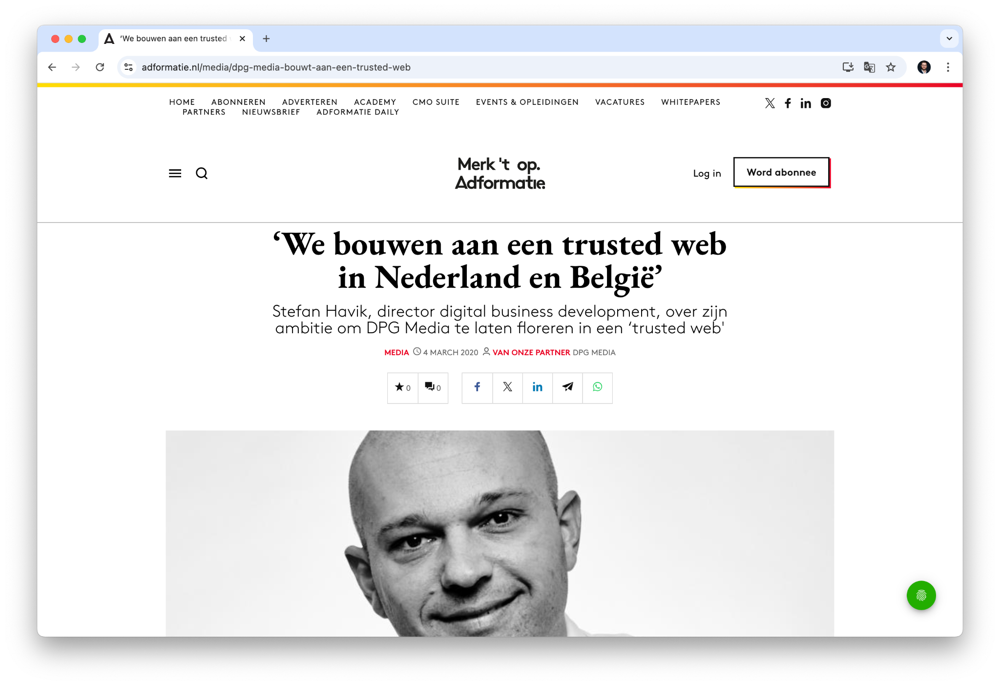 ‘We bouwen aan een trusted
adformatie.nl/media/dpg-media-bouwt-aan-een-trusted-web
HOME ABONNEREN ADVERTEREN ACADEMY CMO SUITE EVENTS & OPLEIDINGEN VACATURES WHITEPAPERS
PARTNERS NIEUWSBRIEF ADFORMATIE DAILY
Merk 't op.
Adformatie.
Log in
Word abonnee
‘We bouwen aan een trusted web
in Nederland en België’
Stefan Havik, director digital business development, over zijn
ambitie om DPG Media te laten floreren in een ‘trusted web'
MEDIA 4 MARCH 2020 VAN ONZE PARTNER DPG MEDIA
0 0